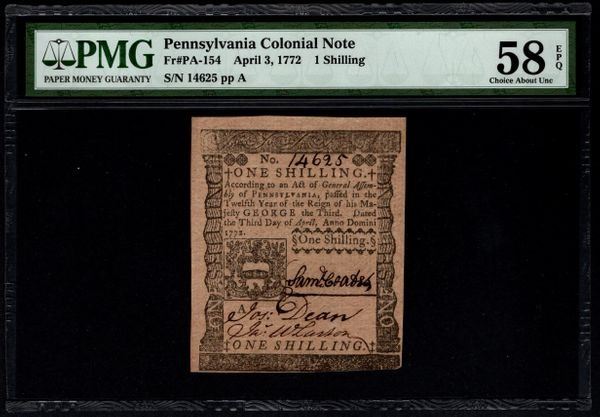 PMG
PAPER MONEY GUARANTY
Pennsylvania Colonial Note
Fr#PA-154 April 3, 1772 1 Shilling
S/N 14625 pp A
58 EPQ
Choice About Unc
No. 14625
ONE SHILLING.
According to an Act of General Assem-
bly of PENNSYLVANIA, passed in the
Twelfth Year of the Reign of his Ma-
jesty GEORGE the Third. Dated
the Third Day of April, Anno Domini
1772.
§One Shilling.§
Saml. Coates
A
Jos: Dean
ONE SHILLING.